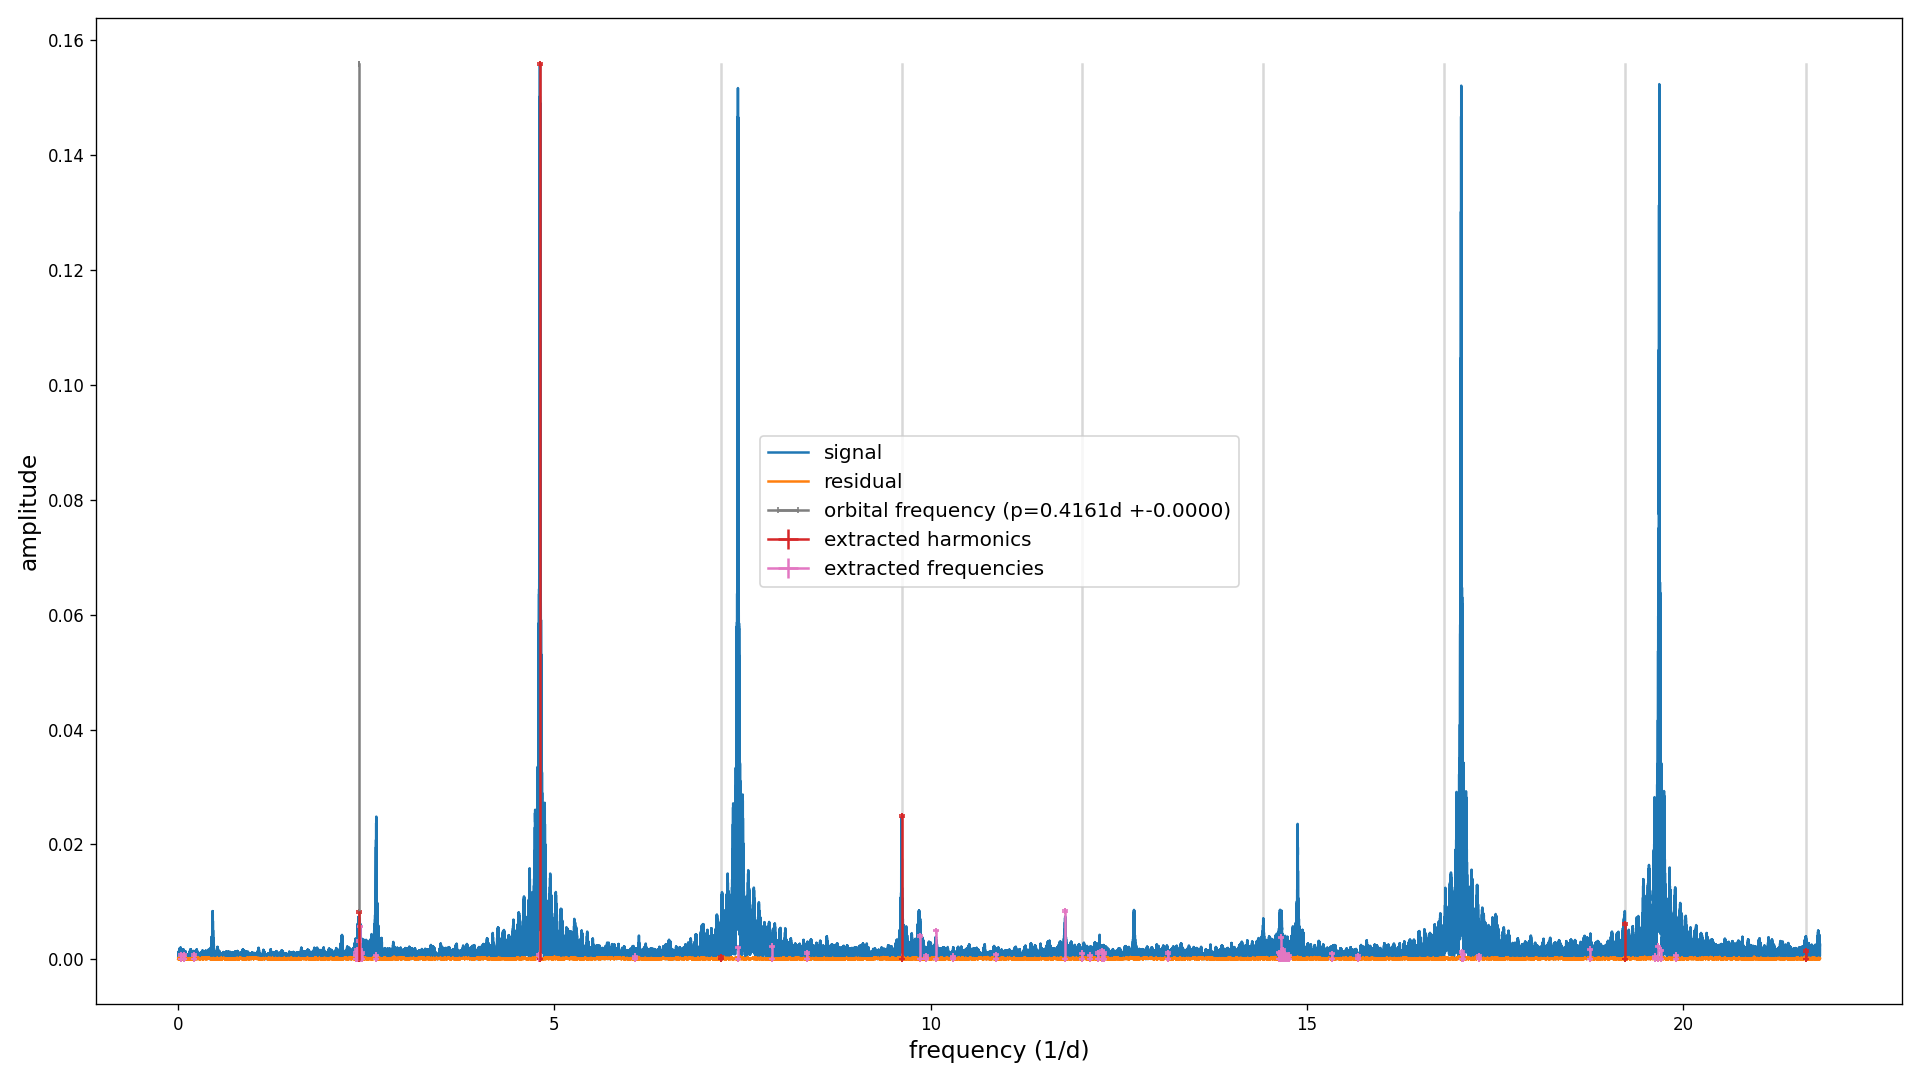 0.16
0.14
0.12
0.10
0.08
0.06
0.04
0.02
0.00
amplitude
signal
residual
orbital frequency (p=0.4161d +-0.0000)
extracted harmonics
extracted frequencies
0 5 10 15 20
frequency (1/d)